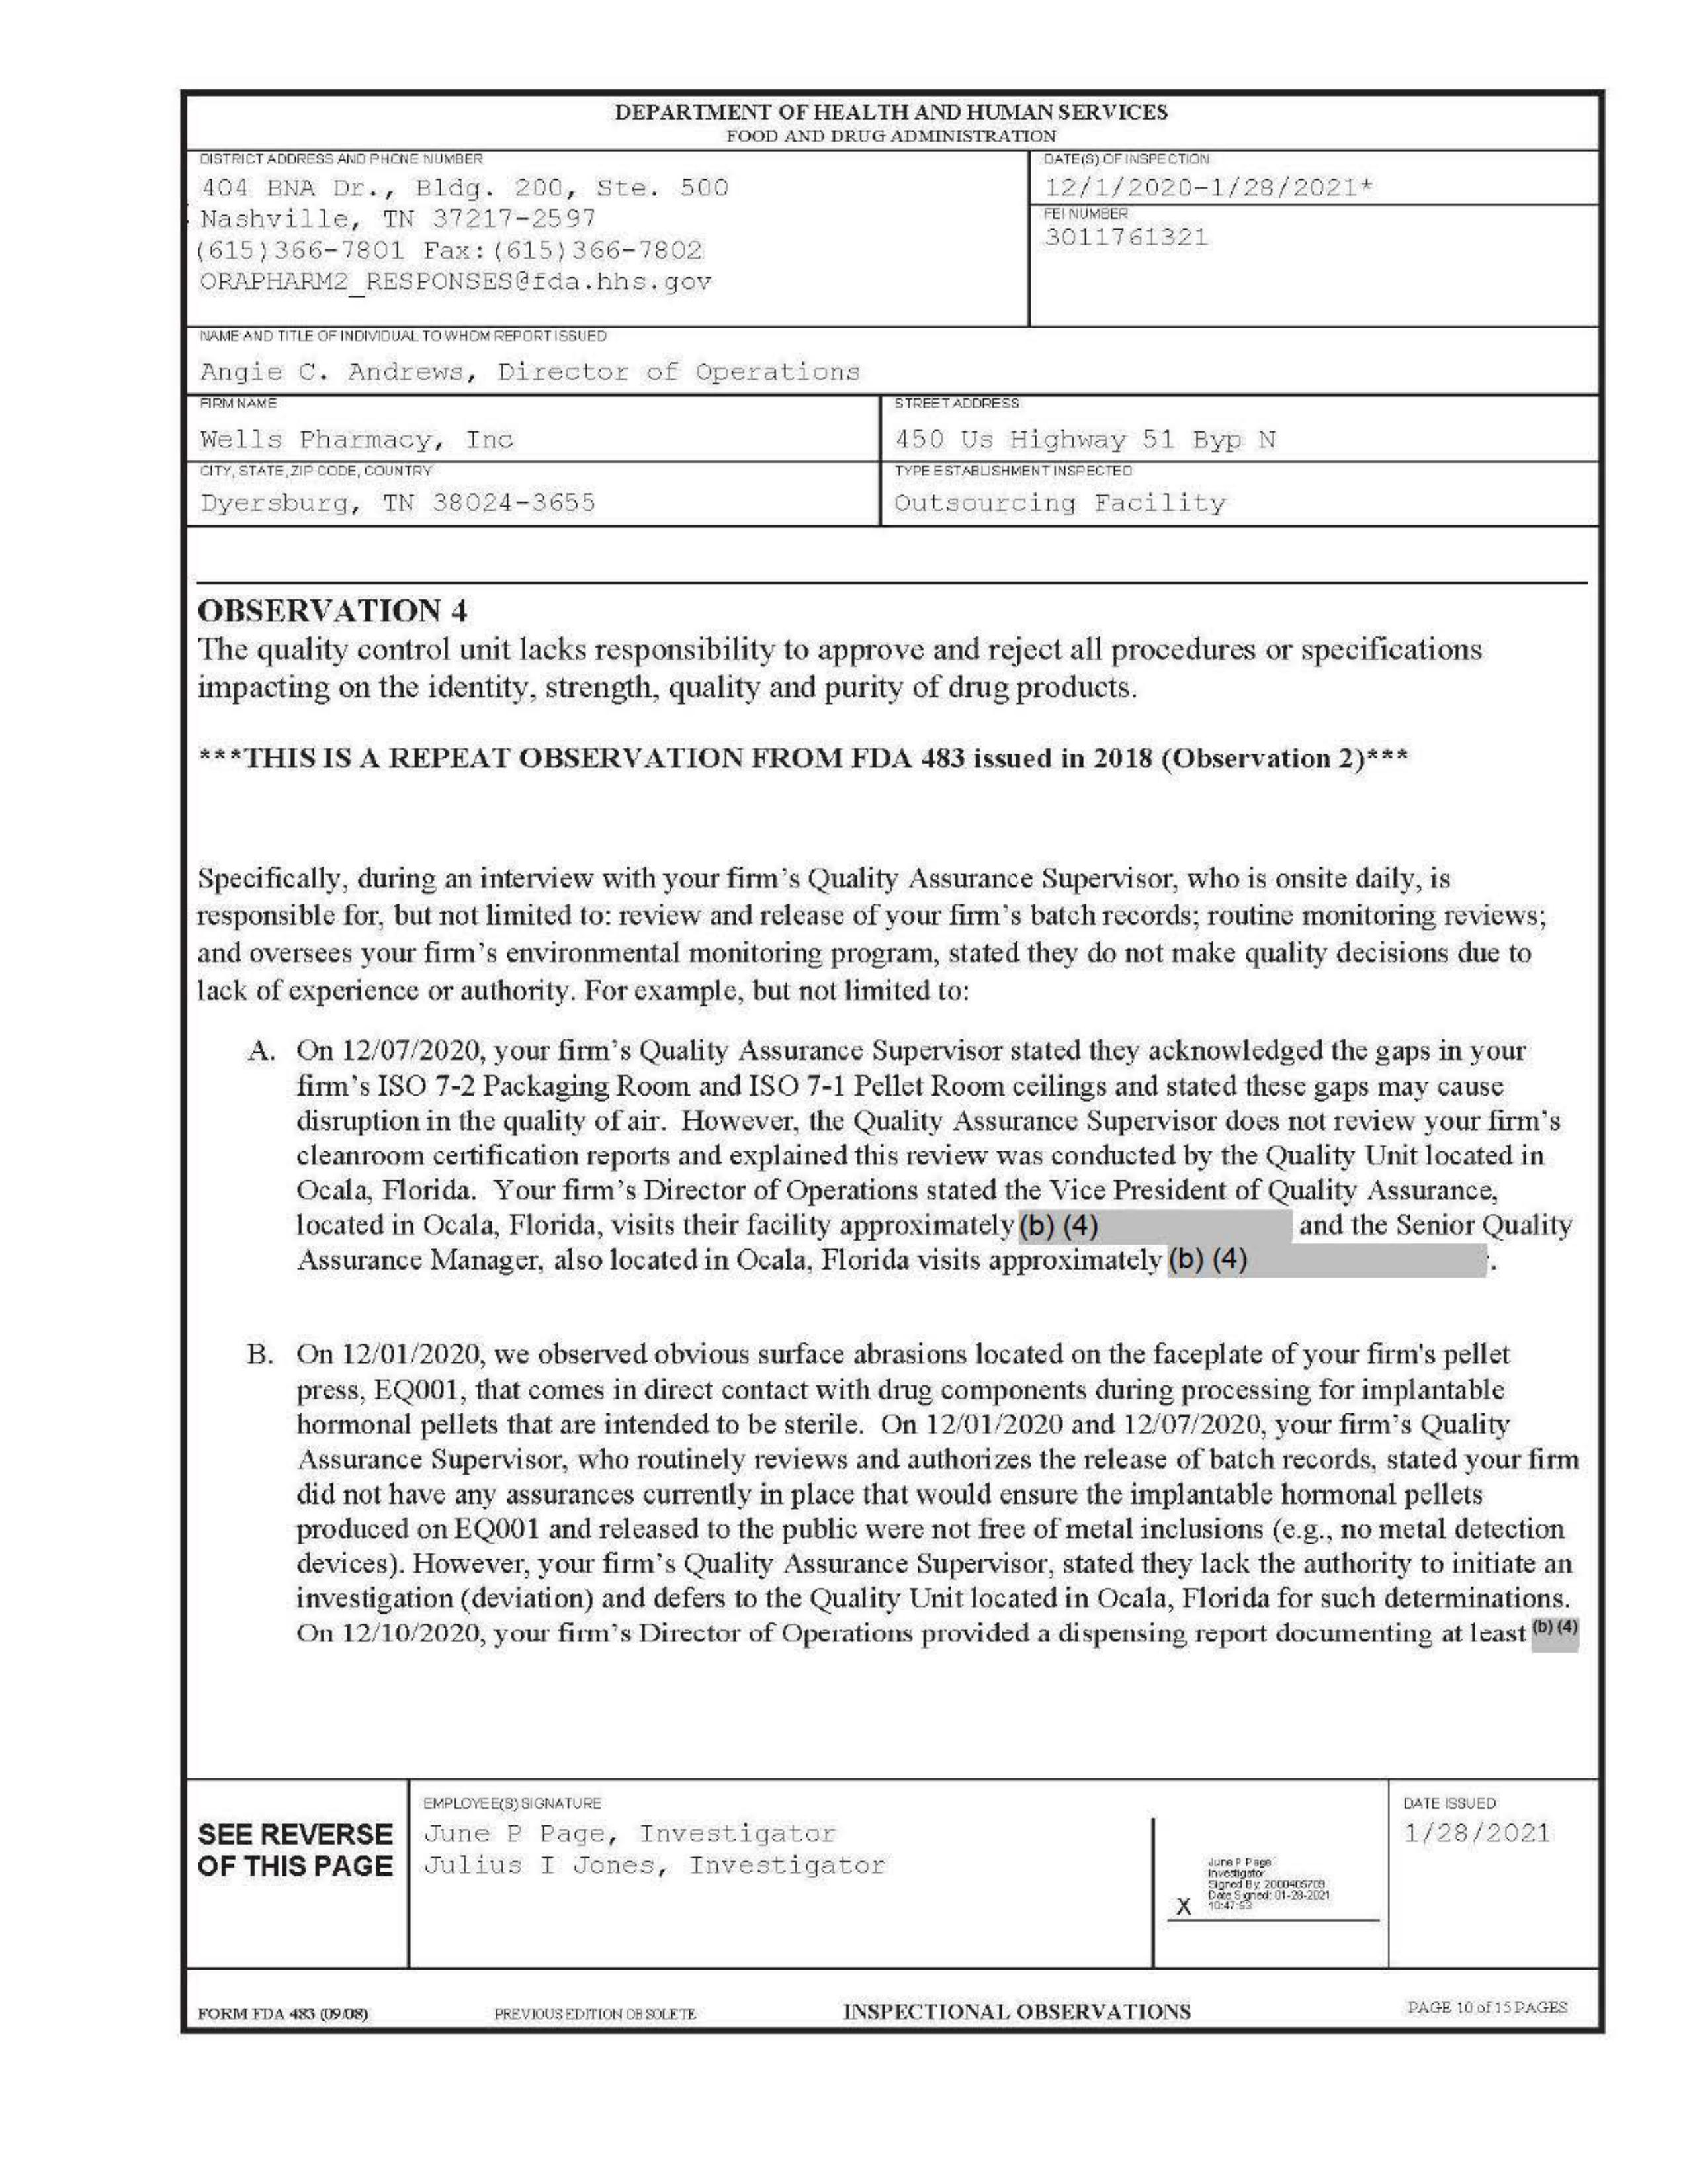 DEPARTMENT OF HEALTH AND HUMAN SERVICES
FOOD AND DRUG ADMINISTRATION
DISTRICT ADDRESS AND PHONE NUMBER
404 BNA Dr., Bldg. 200, Ste. 500
Nashville, TN 37217-2597
(615)366-7801 Fax:(615)366-7802
ORAPHARM2_RESPONSES@fda.hhs.gov
DATE(S) OF INSPECTION
12/1/2020-1/28/2021*
FEI NUMBER
3011761321
NAME AND TITLE OF INDIVIDUAL TO WHOM REPORT ISSUED
Angie C. Andrews, Director of Operations
FIRM NAME
Wells Pharmacy, Inc
STREET ADDRESS
450 Us Highway 51 Byp N
CITY, STATE, ZIP CODE, COUNTRY
Dyersburg, TN 38024-3655
TYPE ESTABLISHMENT INSPECTED
Outsourcing Facility
OBSERVATION 4
The quality control unit lacks responsibility to approve and reject all procedures or specifications
impacting on the identity, strength, quality and purity of drug products.
***THIS IS A REPEAT OBSERVATION FROM FDA 483 issued in 2018 (Observation 2)***
Specifically, during an interview with your firm's Quality Assurance Supervisor, who is onsite daily, is
responsible for, but not limited to: review and release of your firm's batch records; routine monitoring reviews;
and oversees your firm's environmental monitoring program, stated they do not make quality decisions due to
lack of experience or authority. For example, but not limited to:
A. On 12/07/2020, your firm's Quality Assurance Supervisor stated they acknowledged the gaps in your
firm's ISO 7-2 Packaging Room and ISO 7-1 Pellet Room ceilings and stated these gaps may cause
disruption in the quality of air. However, the Quality Assurance Supervisor does not review your firm's
cleanroom certification reports and explained this review was conducted by the Quality Unit located in
Ocala, Florida. Your firm's Director of Operations stated the Vice President of Quality Assurance,
located in Ocala, Florida, visits their facility approximately (b) (4) and the Senior Quality
Assurance Manager, also located in Ocala, Florida visits approximately (b) (4).
B. On 12/01/2020, we observed obvious surface abrasions located on the faceplate of your firm's pellet
press, EQ001, that comes in direct contact with drug components during processing for implantable
hormonal pellets that are intended to be sterile. On 12/01/2020 and 12/07/2020, your firm's Quality
Assurance Supervisor, who routinely reviews and authorizes the release of batch records, stated your firm
did not have any assurances currently in place that would ensure the implantable hormonal pellets
produced on EQ001 and released to the public were not free of metal inclusions (e.g., no metal detection
devices). However, your firm's Quality Assurance Supervisor, stated they lack the authority to initiate an
investigation (deviation) and defers to the Quality Unit located in Ocala, Florida for such determinations.
On 12/10/2020, your firm's Director of Operations provided a dispensing report documenting at least (b) (4)
SEE REVERSE
OF THIS PAGE
EMPLOYEE(S) SIGNATURE
June P Page, Investigator
Julius I Jones, Investigator
June P Page
Investigator
Signed By: 2000405709
Date Signed: 01-28-2021
10:47:53
X
DATE ISSUED
1/28/2021
FORM FDA 483 (09/08)
PREVIOUS EDITION OBSOLETE
INSPECTIONAL OBSERVATIONS
PAGE 10 of 15 PAGES